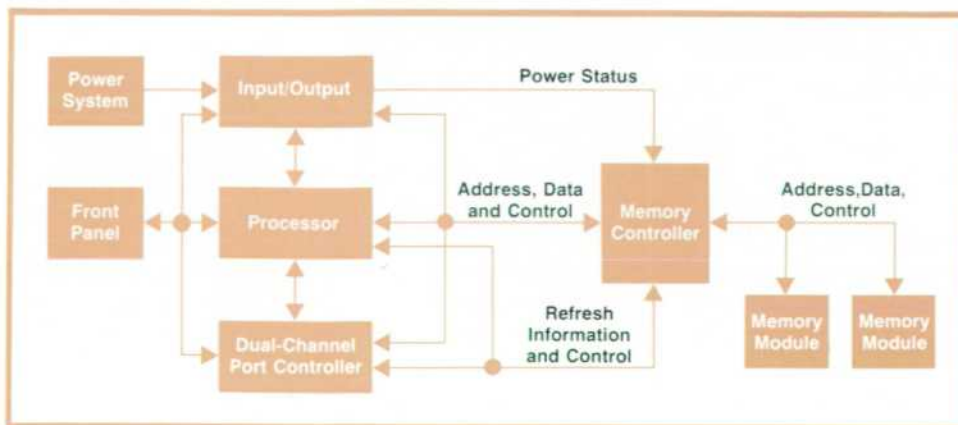 Power
System
Input/Output
Power Status
Front
Panel
Processor
Address, Data
and Control
Memory
Controller
Address,Data,
Control
Dual-Channel
Port Controller
Refresh
Information
and Control
Memory
Module
Memory
Module